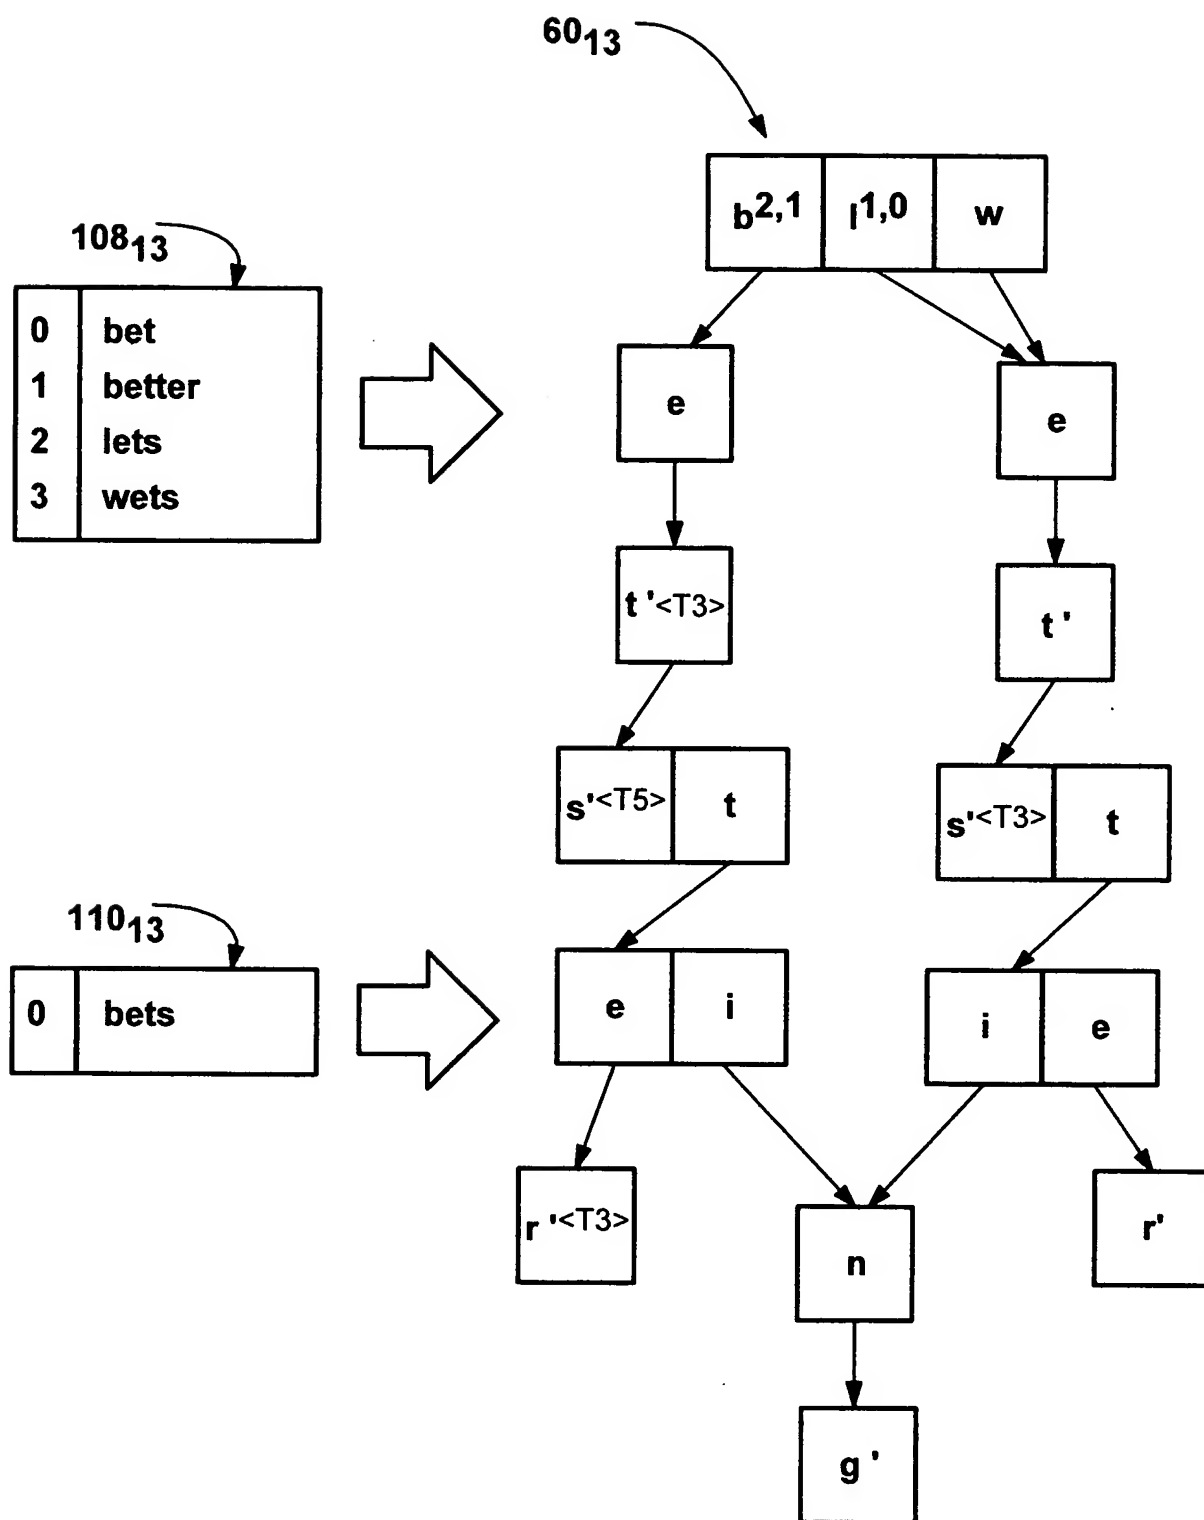 60₁₃
b²,¹ l¹,⁰ w
108₁₃
0 bet
1 better
2 lets
3 wets
e
e
t '<T3>
t '
s'<T5> t
s'<T3> t
110₁₃
0 bets
e i
i e
r '<T3>
n
r'
g '